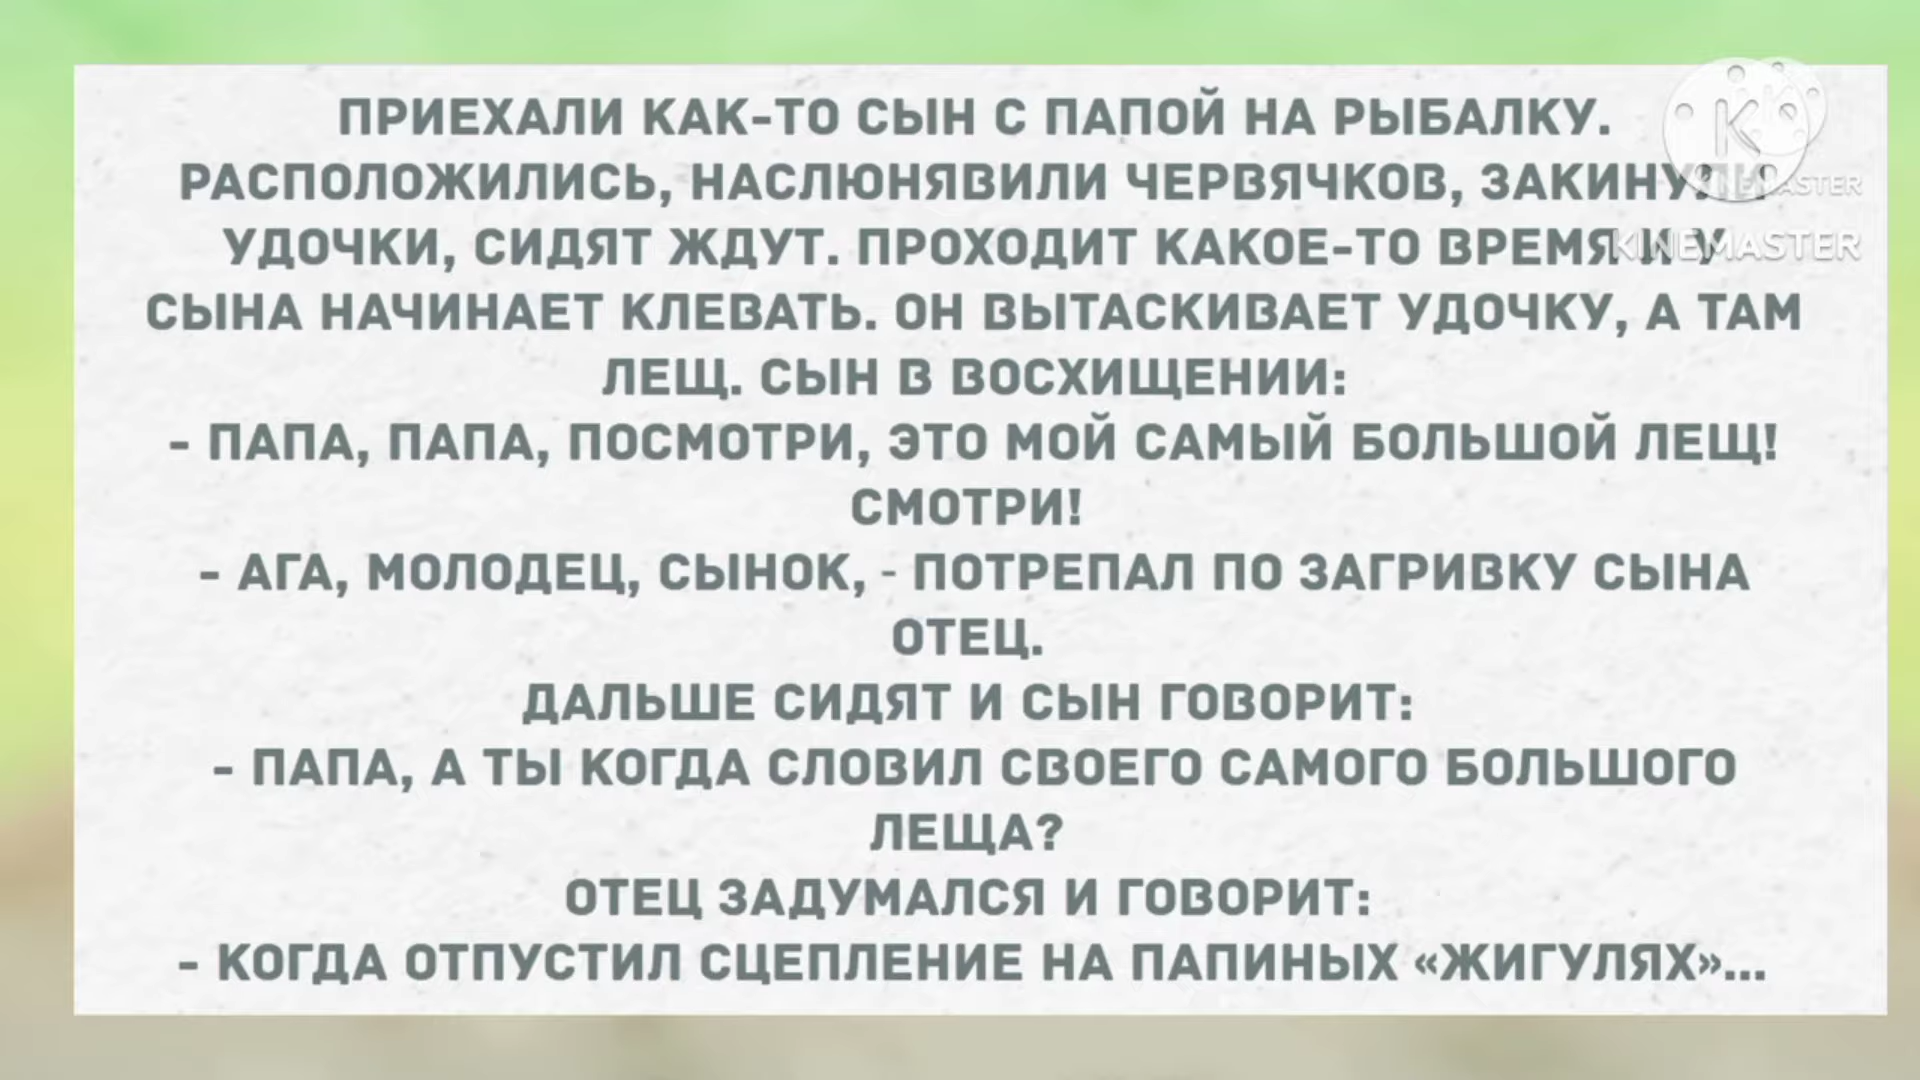 ПРИЕХАЛИ КАК-ТО СЫН С ПАПОЙ НА РЫБАЛКУ.
РАСПОЛОЖИЛИСЬ, НАСЛЮНЯВИЛИ ЧЕРВЯЧКОВ, ЗАКИНУЛИ
УДОЧКИ, СИДЯТ ЖДУТ. ПРОХОДИТ КАКОЕ-ТО ВРЕМЯ И У
СЫНА НАЧИНАЕТ КЛЕВАТЬ. ОН ВЫТАСКИВАЕТ УДОЧКУ, А ТАМ
ЛЕЩ. СЫН В ВОСХИЩЕНИИ:
- ПАПА, ПАПА, ПОСМОТРИ, ЭТО МОЙ САМЫЙ БОЛЬШОЙ ЛЕЩ!
СМОТРИ!
- АГА, МОЛОДЕЦ, СЫНОК, - ПОТРЕПАЛ ПО ЗАГРИВКУ СЫНА
ОТЕЦ.
ДАЛЬШЕ СИДЯТ И СЫН ГОВОРИТ:
- ПАПА, А ТЫ КОГДА СЛОВИЛ СВОЕГО САМОГО БОЛЬШОГО
ЛЕЩА?
ОТЕЦ ЗАДУМАЛСЯ И ГОВОРИТ:
- КОГДА ОТПУСТИЛ СЦЕПЛЕНИЕ НА ПАПИНЫХ «ЖИГУЛЯХ»...
K
K
KINEMASTER
KINEMASTER